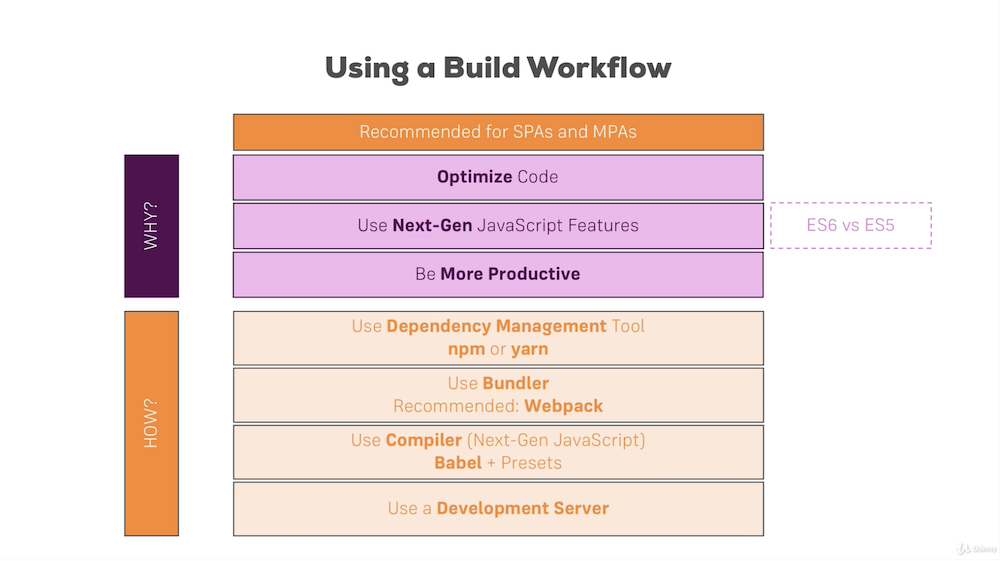 Using a Build Workflow
Recommended for SPAs and MPAs
WHY?
Optimize Code
Use Next-Gen JavaScript Features
ES6 vs ES5
Be More Productive
HOW?
Use Dependency Management Tool
npm or yarn
Use Bundler
Recommended: Webpack
Use Compiler (Next-Gen JavaScript)
Babel + Presets
Use a Development Server
Udemy